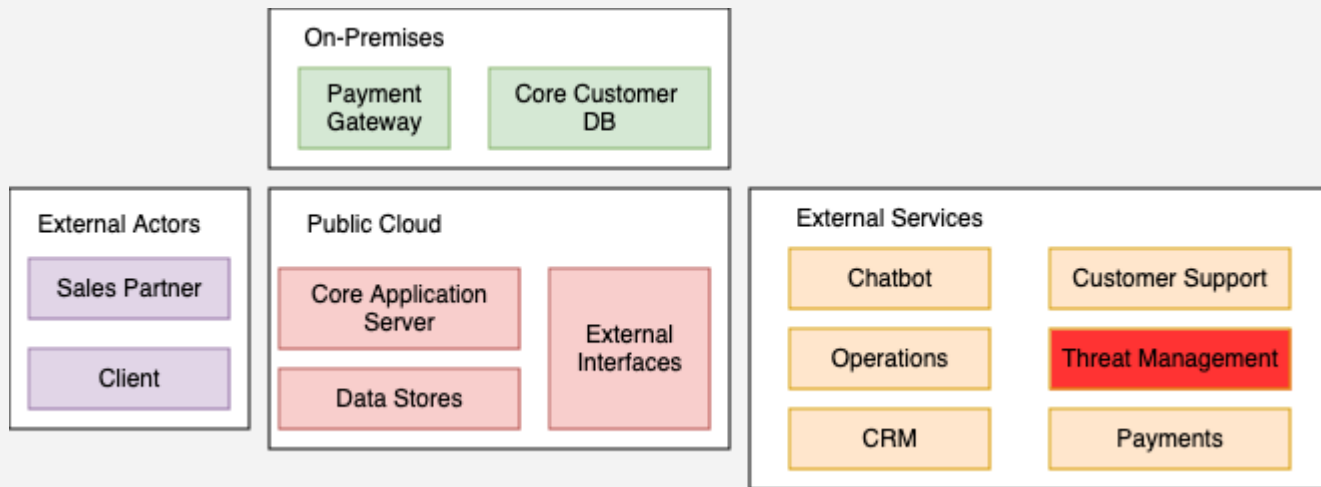 On-Premises
Payment
Gateway
Core Customer
DB
External Actors
Sales Partner
Client
Public Cloud
Core Application
Server
Data Stores
External
Interfaces
External Services
Chatbot
Customer Support
Operations
Threat Management
CRM
Payments